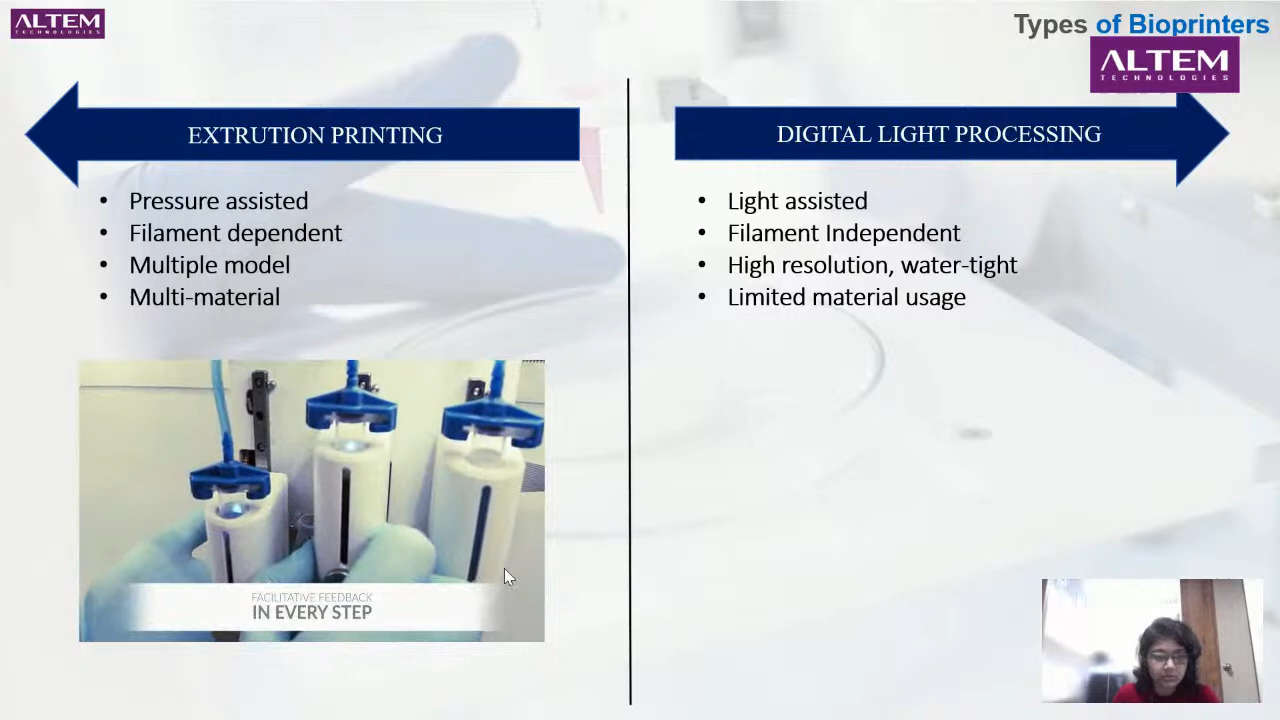 ALTEM
TECHNOLOGIES
Types of Bioprinters
ALTEM
TECHNOLOGIES
EXTRUTION PRINTING
• Pressure assisted
• Filament dependent
• Multiple model
• Multi-material
FACILITATIVE FEEDBACK
IN EVERY STEP
DIGITAL LIGHT PROCESSING
• Light assisted
• Filament Independent
• High resolution, water-tight
• Limited material usage